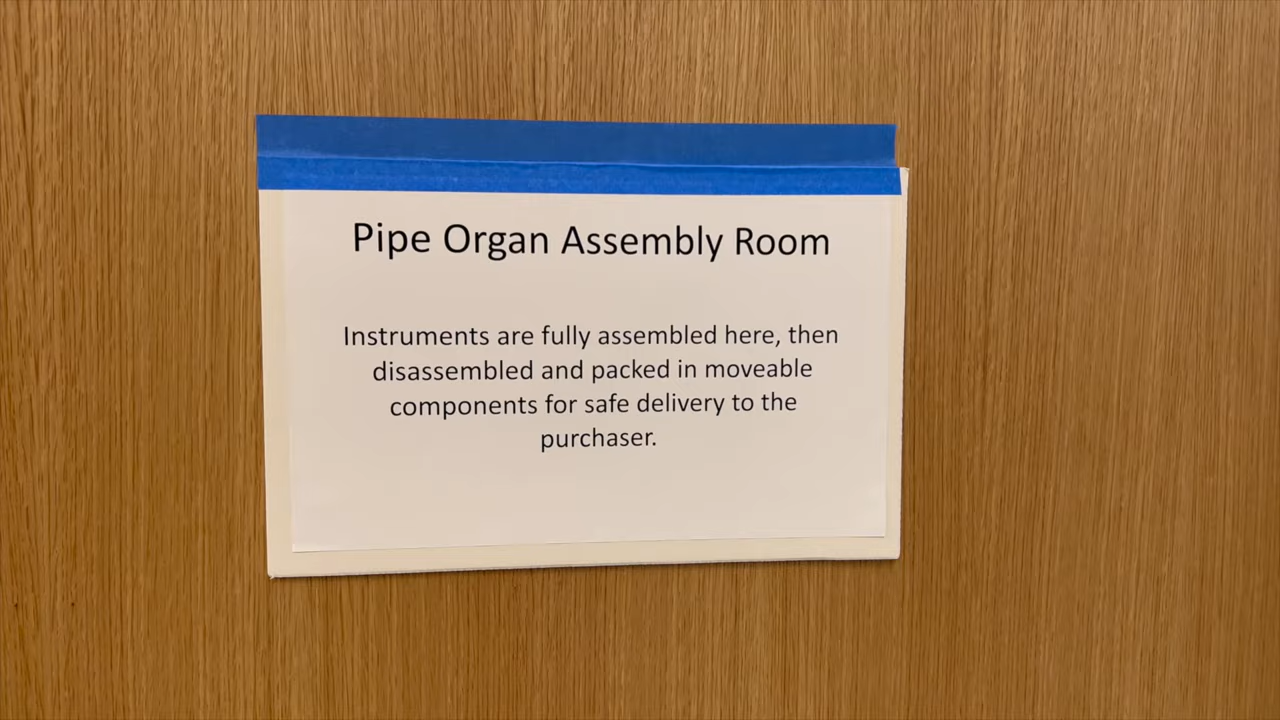 Pipe Organ Assembly Room
Instruments are fully assembled here, then
disassembled and packed in moveable
components for safe delivery to the
purchaser.